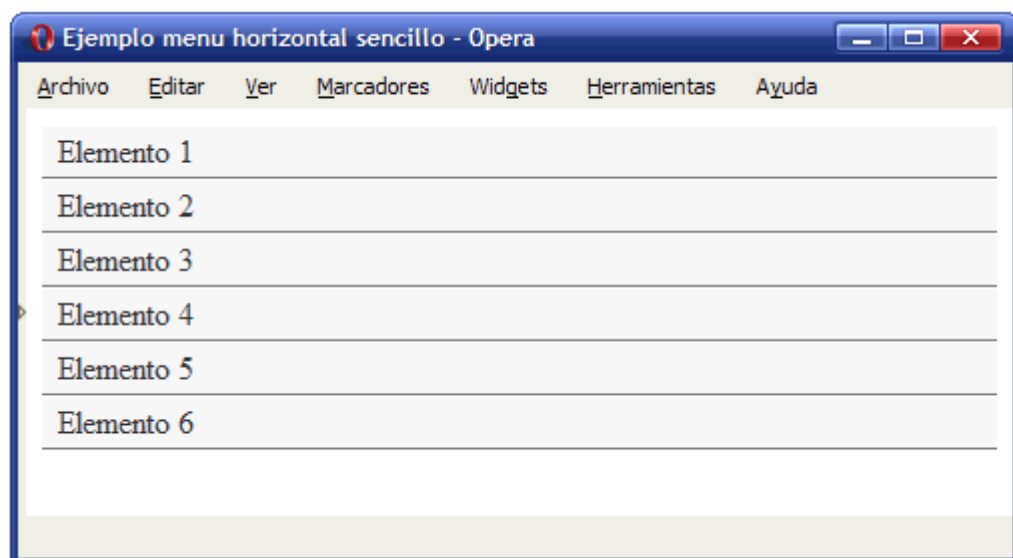 Ejemplo menu horizontal sencillo - Opera
Archivo Editar Ver Marcadores Widgets Herramientas Ayuda
Elemento 1
Elemento 2
Elemento 3
Elemento 4
Elemento 5
Elemento 6